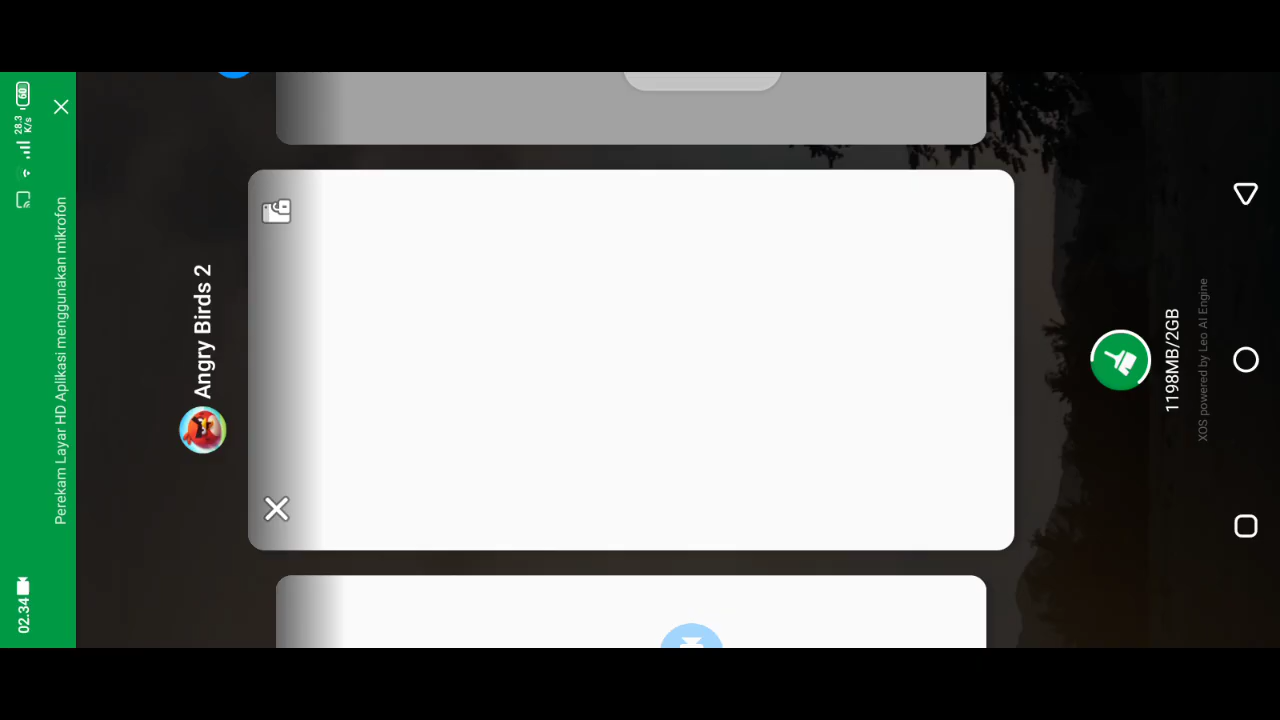 02.34
28.3
K/s
60
Perekam Layar HD Aplikasi menggunakan mikrofon
Angry Birds 2
1198MB/2GB
XOS powered by Leo AI Engine